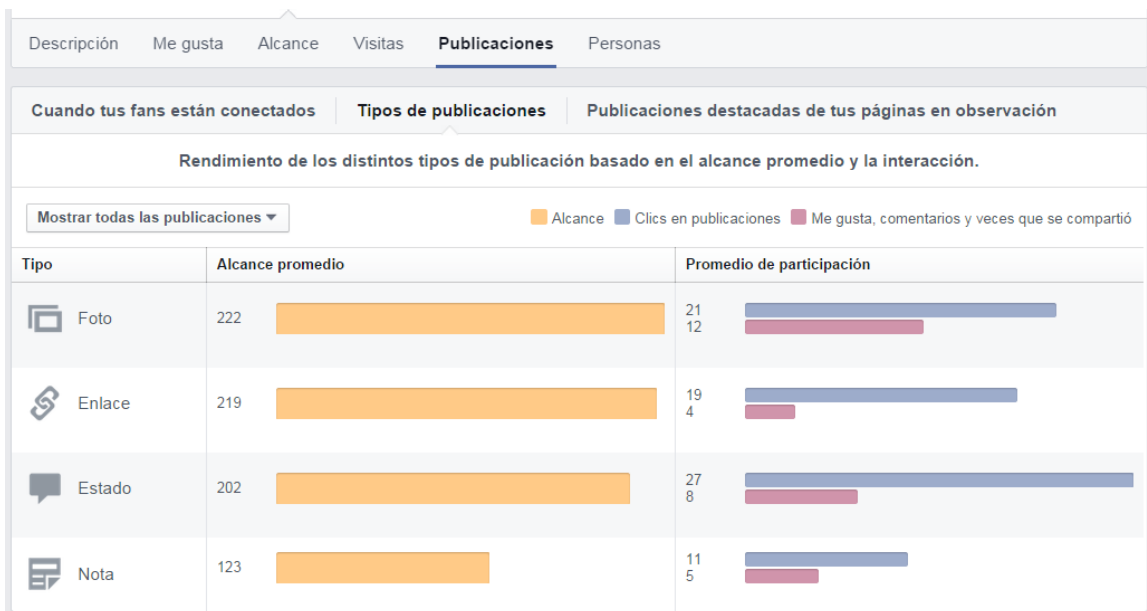 Descripción Me gusta Alcance Visitas Publicaciones Personas
Cuando tus fans están conectados Tipos de publicaciones Publicaciones destacadas de tus páginas en observación
Rendimiento de los distintos tipos de publicación basado en el alcance promedio y la interacción.
Mostrar todas las publicaciones Alcance Clics en publicaciones Me gusta, comentarios y veces que se compartió
Tipo Alcance promedio Promedio de participación
Foto 222 21
12
Enlace 219 19
4
Estado 202 27
8
Nota 123 11
5